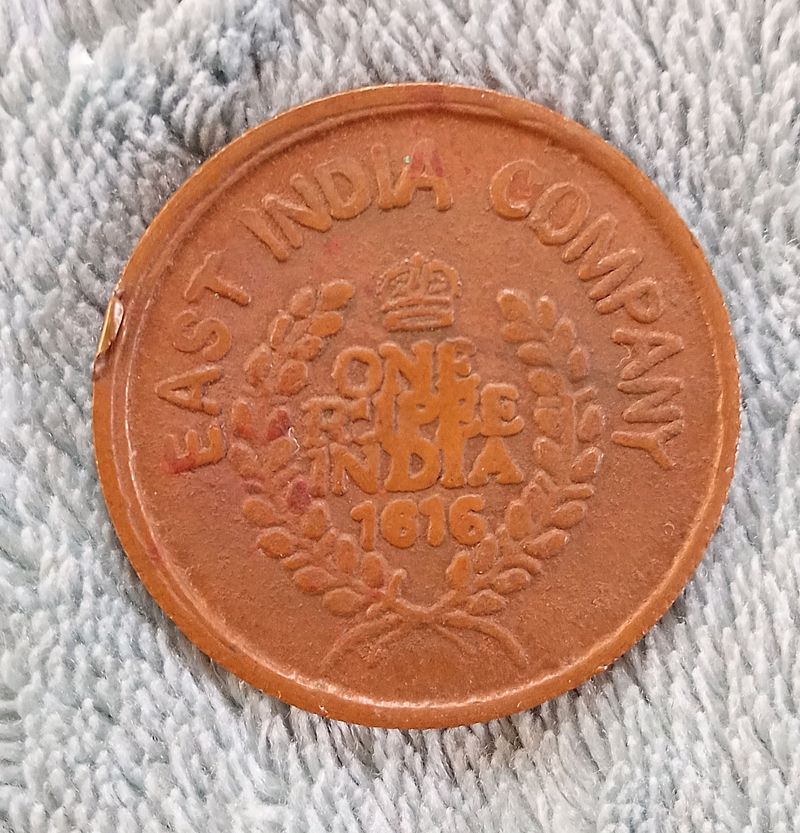 EAST INDIA COMPANY
ONE
RUPEE
INDIA
1616